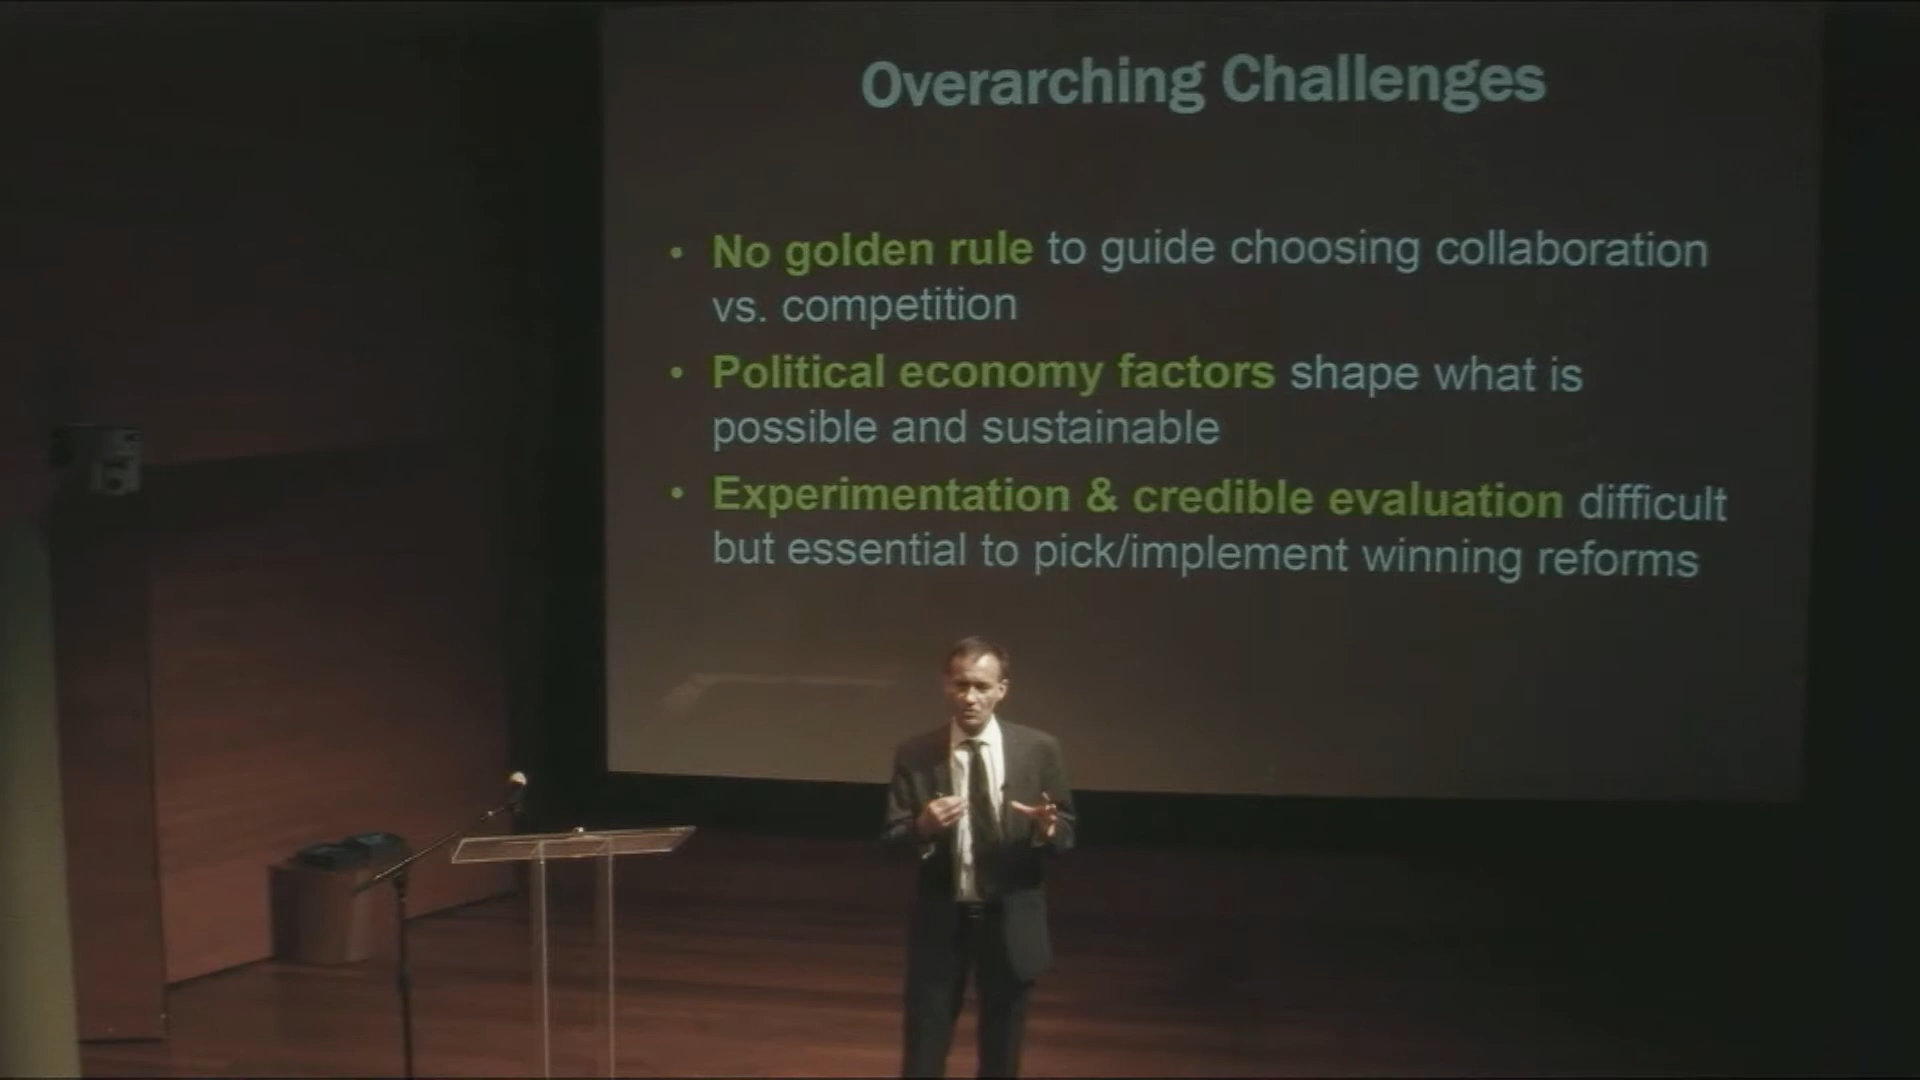 Overarching Challenges
• No golden rule to guide choosing collaboration
vs. competition
• Political economy factors shape what is
possible and sustainable
• Experimentation & credible evaluation difficult
but essential to pick/implement winning reforms